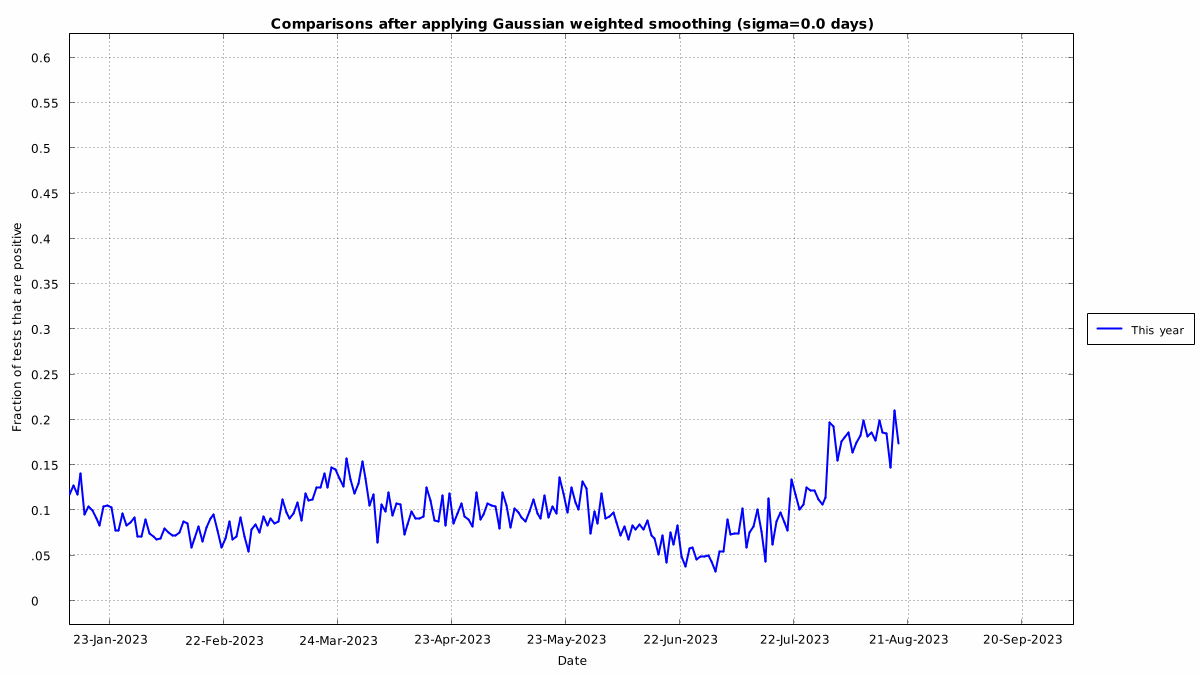 Comparisons after applying Gaussian weighted smoothing (sigma=0.0 days)
0.6
0.55
0.5
0.45
0.4
0.35
0.3
0.25
0.2
0.15
0.1
.05
0
Fraction of tests that are positive
23-Jan-2023 22-Feb-2023 24-Mar-2023 23-Apr-2023 23-May-2023 22-Jun-2023 22-Jul-2023 21-Aug-2023 20-Sep-2023
Date
This year